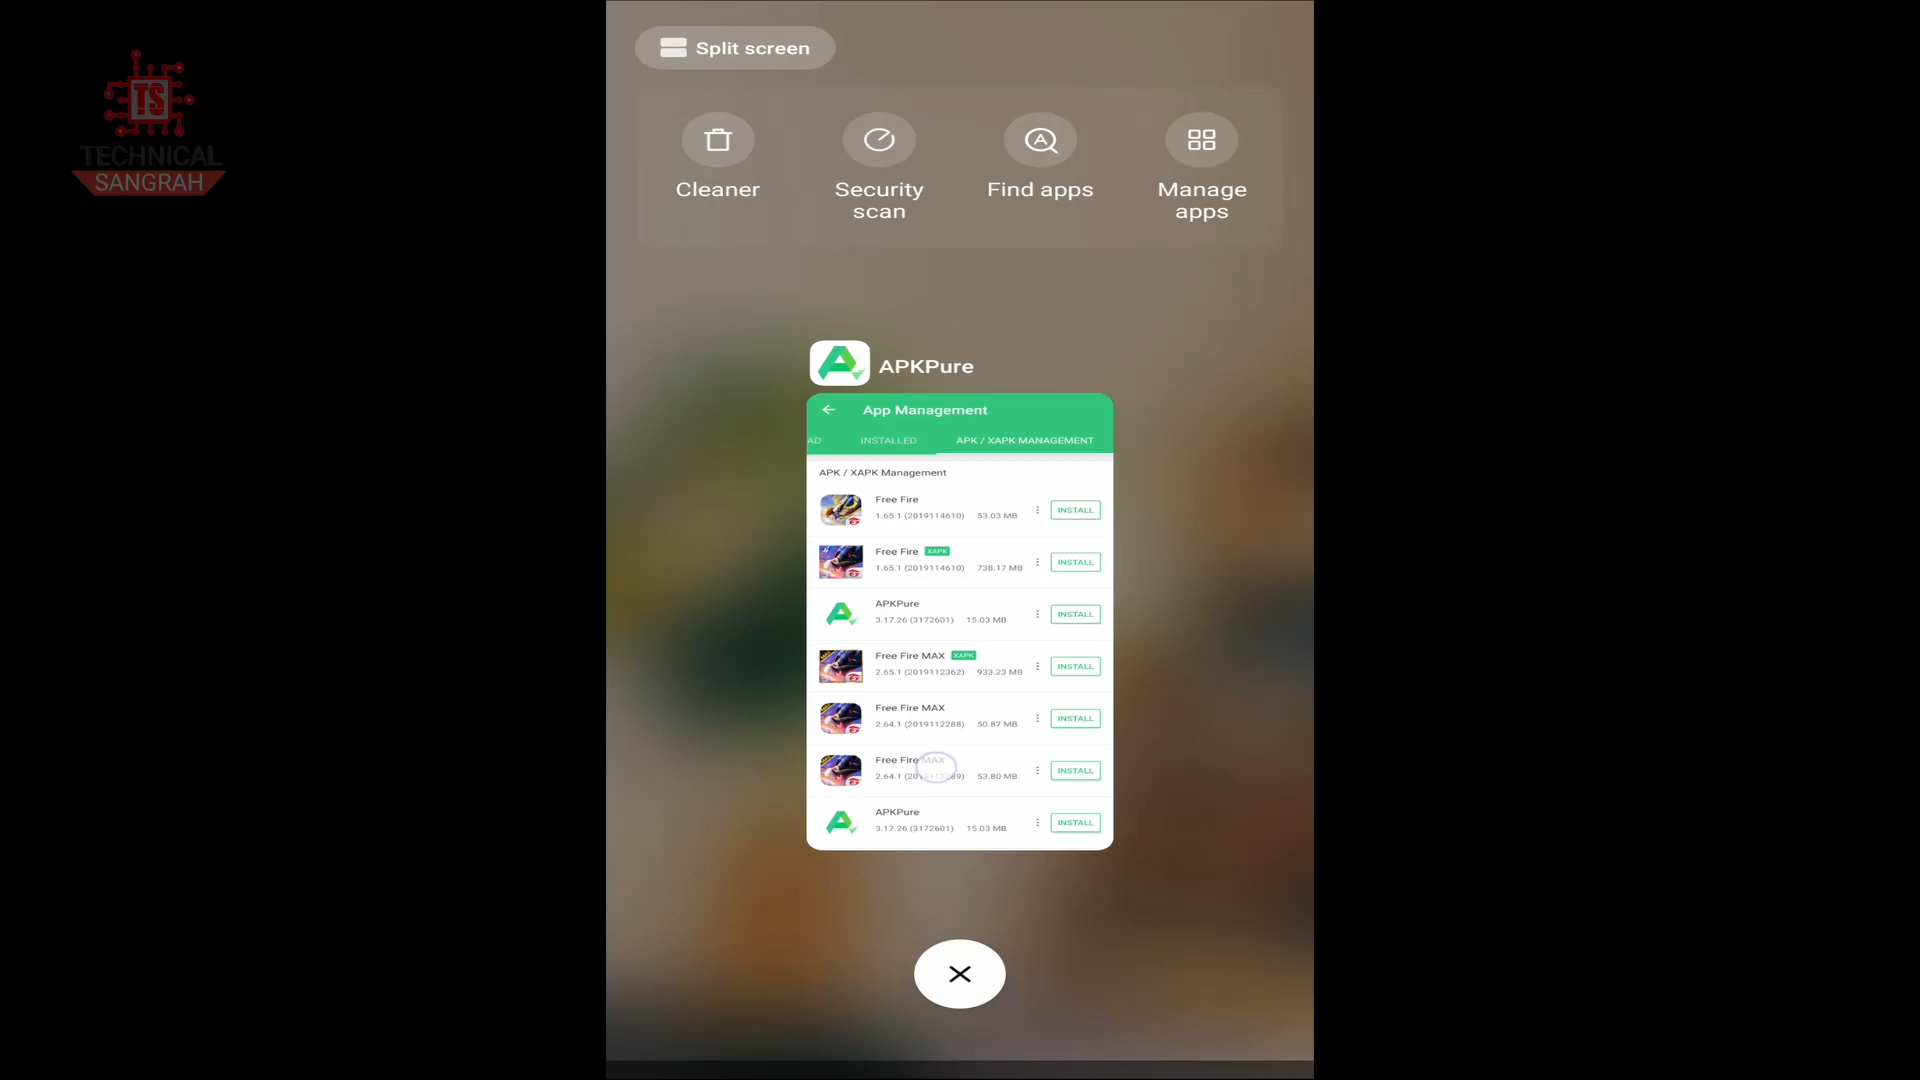 TS
TECHNICAL
SANGRAH
Split screen
Cleaner
Security
scan
Find apps
Manage
apps
APKPure
App Management
AD
INSTALLED
APK / XAPK MANAGEMENT
APK / XAPK Management
Free Fire
1.65.1 (2019114610) 53.03 MB
INSTALL
Free Fire XAPK
1.65.1 (2019114610) 738.17 MB
INSTALL
APKPure
3.17.26 (3172601) 15.03 MB
INSTALL
Free Fire MAX XAPK
2.65.1 (2019112362) 933.23 MB
INSTALL
Free Fire MAX
2.64.1 (2019112288) 50.87 MB
INSTALL
Free Fire MAX
2.64.1 53.80 MB
INSTALL
APKPure
3.17.26 (3172601) 15.03 MB
INSTALL